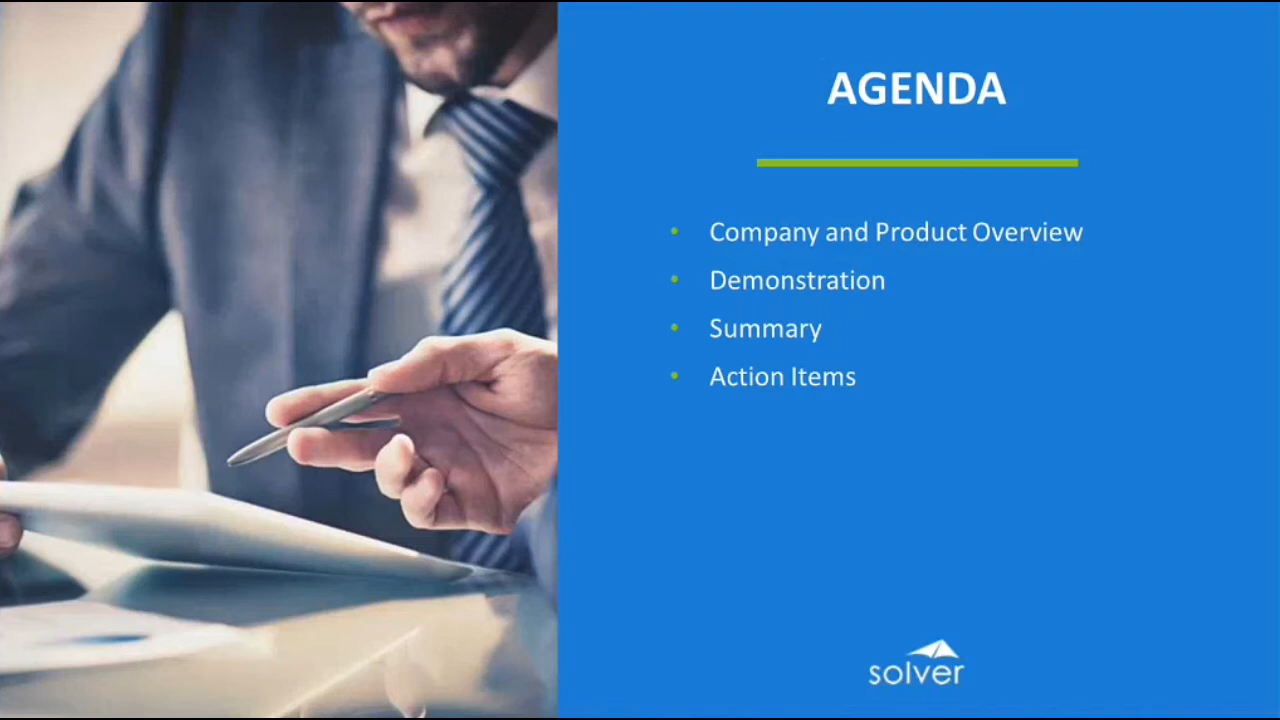 AGENDA
• Company and Product Overview
• Demonstration
• Summary
• Action Items
solver